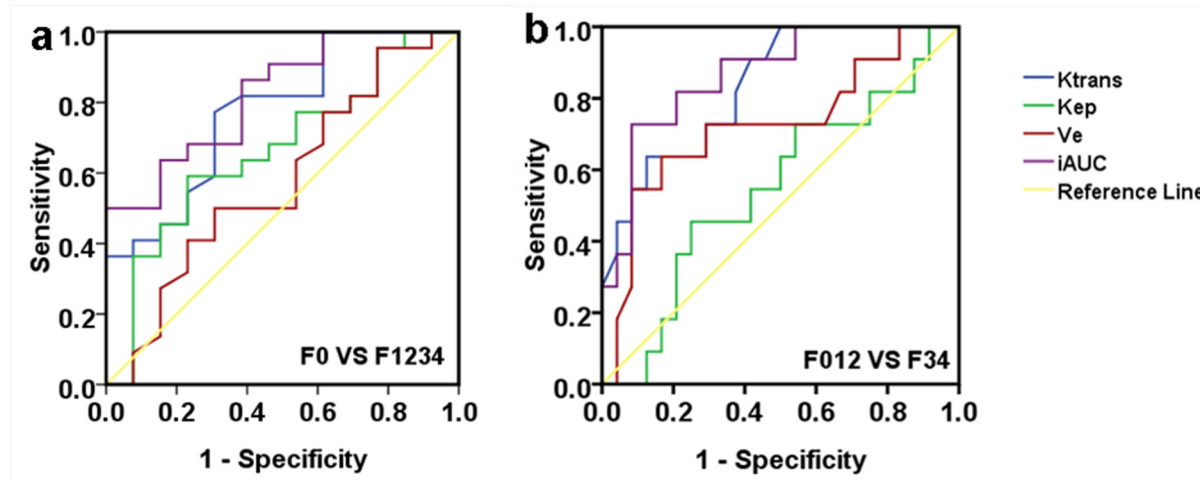 a
1.0
0.8
0.6
0.4
0.2
0.0
Sensitivity
F0 VS F1234
0.0 0.2 0.4 0.6 0.8 1.0
1 - Specificity
b
1.0
0.8
0.6
0.4
0.2
0.0
Sensitivity
F012 VS F34
0.0 0.2 0.4 0.6 0.8 1.0
1 - Specificity
Ktrans
Kep
Ve
iAUC
Reference Line